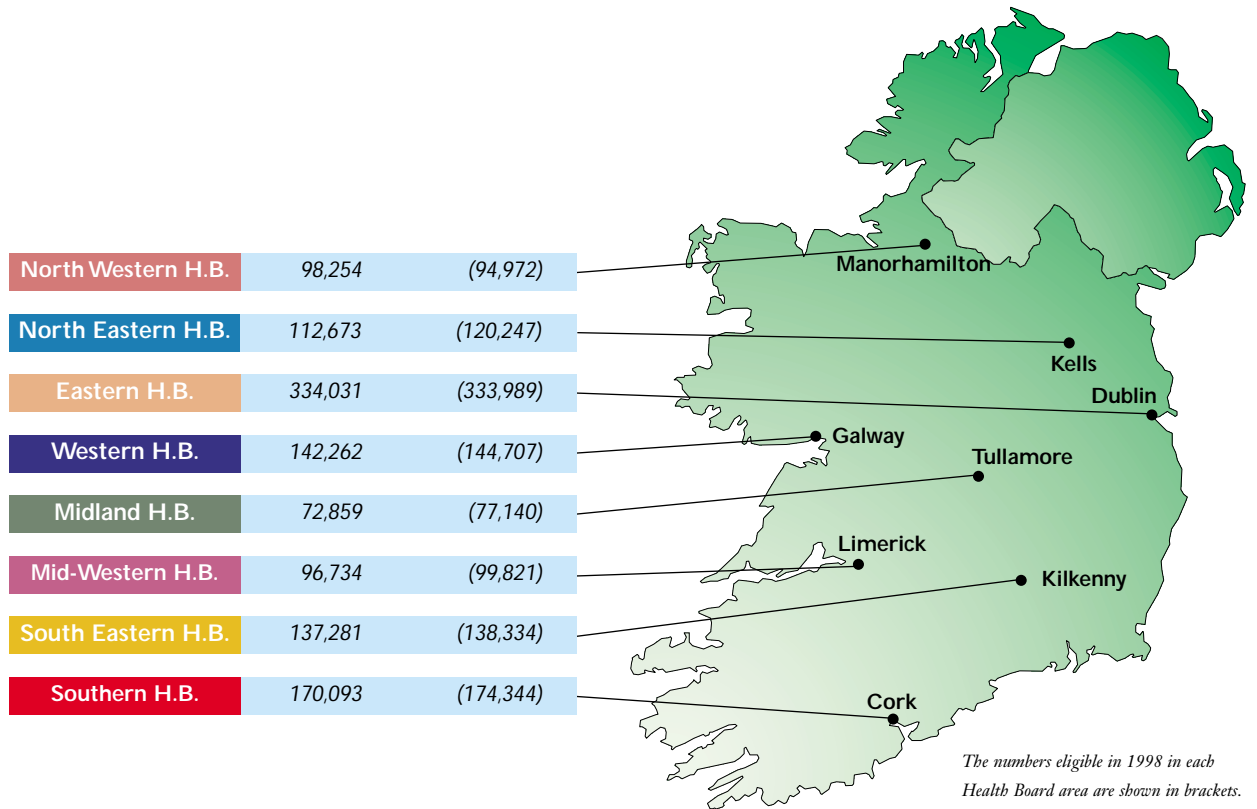 North Western H.B. 98,254 (94,972)
North Eastern H.B. 112,673 (120,247)
Eastern H.B. 334,031 (333,989)
Western H.B. 142,262 (144,707)
Midland H.B. 72,859 (77,140)
Mid-Western H.B. 96,734 (99,821)
South Eastern H.B. 137,281 (138,334)
Southern H.B. 170,093 (174,344)
Manorhamilton
Kells
Dublin
Galway
Tullamore
Limerick
Kilkenny
Cork
The numbers eligible in 1998 in each
Health Board area are shown in brackets.